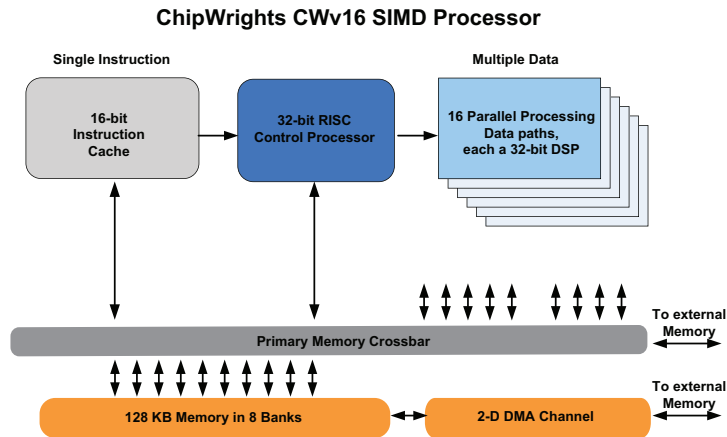 ChipWrights CWv16 SIMD Processor
Single Instruction
Multiple Data
16-bit
Instruction
Cache
32-bit RISC
Control Processor
16 Parallel Processing
Data paths,
each a 32-bit DSP
To external
Memory
Primary Memory Crossbar
To external
Memory
128 KB Memory in 8 Banks
2-D DMA Channel